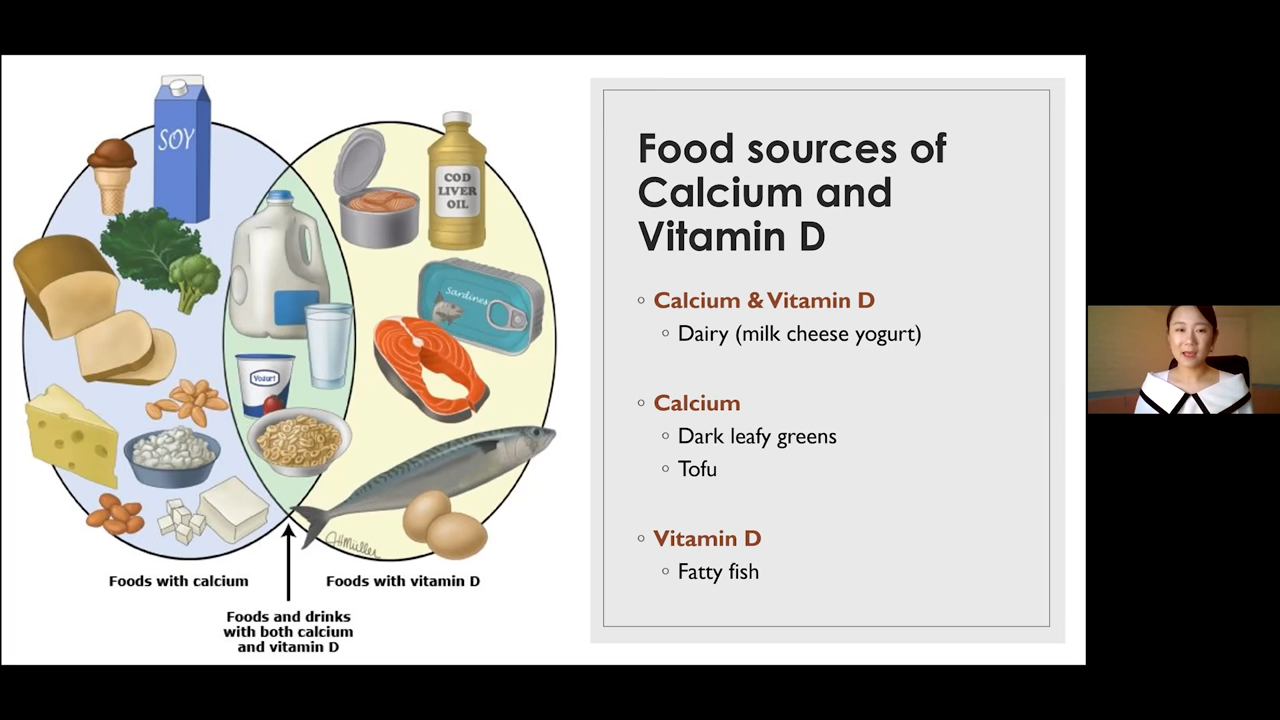 SOY
COD
LIVER
OIL
Sardines
Yogurt
JHMüller
Foods with calcium
Foods with vitamin D
Foods and drinks
with both calcium
and vitamin D
Food sources of
Calcium and
Vitamin D
◦ Calcium & Vitamin D
◦ Dairy (milk cheese yogurt)
◦ Calcium
◦ Dark leafy greens
◦ Tofu
◦ Vitamin D
◦ Fatty fish